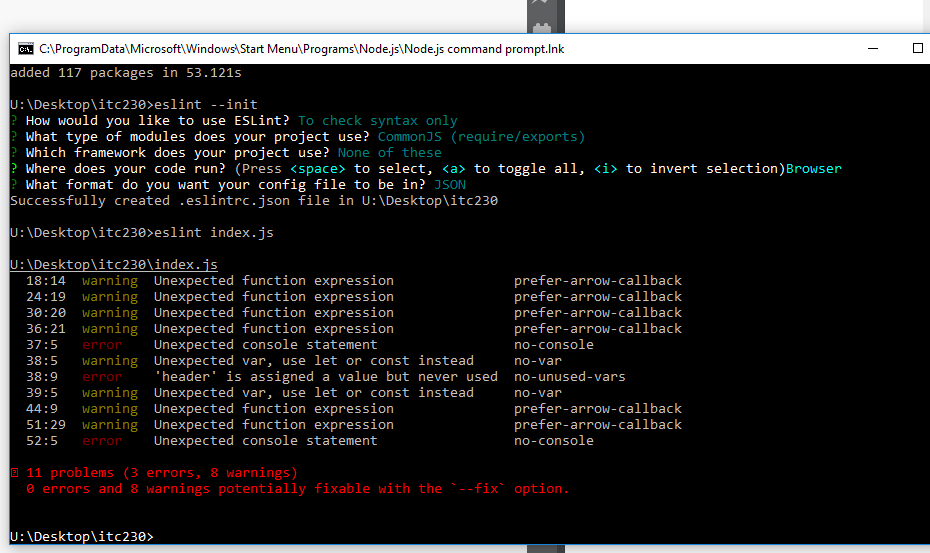 C:\ProgramData\Microsoft\Windows\Start Menu\Programs\Node.js\Node.js command prompt.lnk
added 117 packages in 53.121s
U:\Desktop\itc230>eslint --init
? How would you like to use ESLint? To check syntax only
? What type of modules does your project use? CommonJS (require/exports)
? Which framework does your project use? None of these
? Where does your code run? (Press <space> to select, <a> to toggle all, <i> to invert selection)Browser
? What format do you want your config file to be in? JSON
Successfully created .eslintrc.json file in U:\Desktop\itc230
U:\Desktop\itc230>eslint index.js
U:\Desktop\itc230\index.js
18:14 warning Unexpected function expression prefer-arrow-callback
24:19 warning Unexpected function expression prefer-arrow-callback
30:20 warning Unexpected function expression prefer-arrow-callback
36:21 warning Unexpected function expression prefer-arrow-callback
37:5 error Unexpected console statement no-console
38:5 warning Unexpected var, use let or const instead no-var
38:9 error 'header' is assigned a value but never used no-unused-vars
39:5 warning Unexpected var, use let or const instead no-var
44:9 warning Unexpected function expression prefer-arrow-callback
51:29 warning Unexpected function expression prefer-arrow-callback
52:5 error Unexpected console statement no-console
11 problems (3 errors, 8 warnings)
0 errors and 8 warnings potentially fixable with the `--fix` option.
U:\Desktop\itc230>